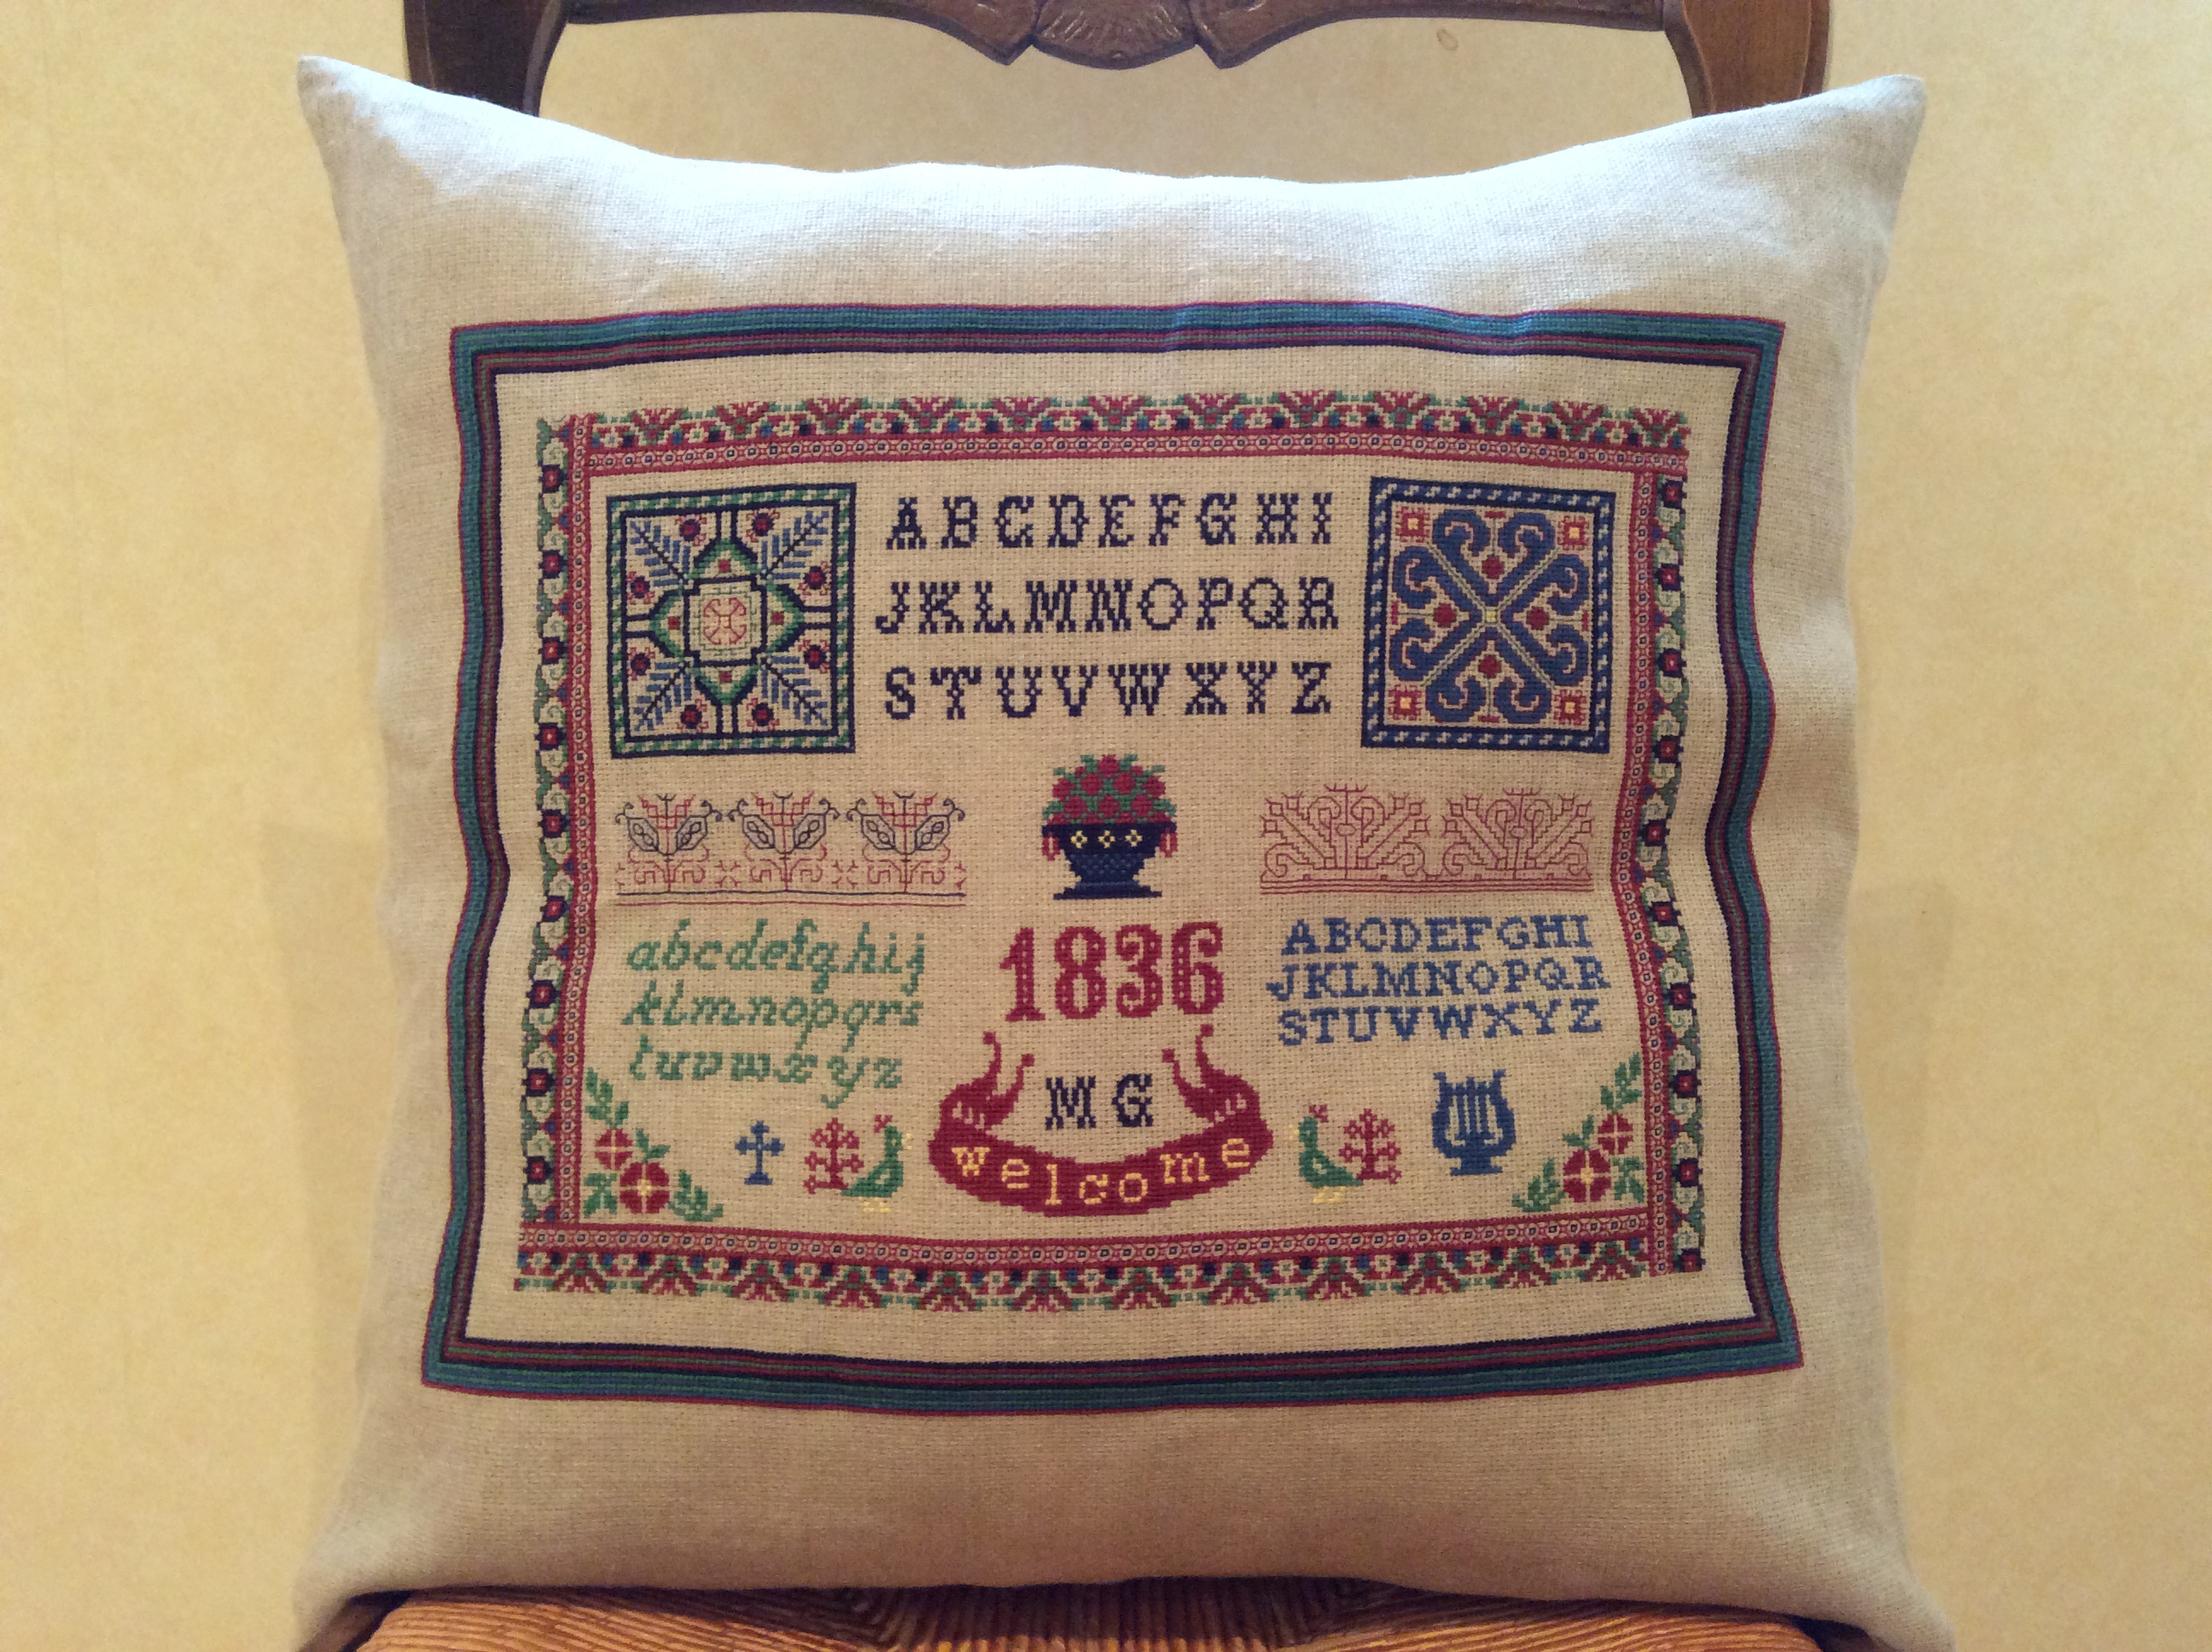 ABCDEFGHI
JKLMNOPQR
STUVWXYZ
abcdefghij
klmnopqrs
tuvwxyz
1836
ABCDEFGHI
JKLMNOPQR
STUVWXYZ
MG
welcome